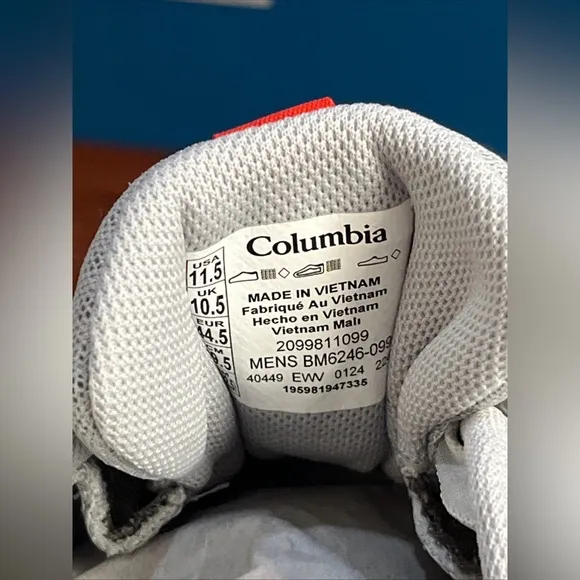 Columbia
USA
11.5
UK
10.5
EUR
44.5
MADE IN VIETNAM
Fabriqué Au Vietnam
Hecho en Vietnam
Vietnam Malı
2099811099
MENS BM6246-099
40449 EWV 0124
195981947335